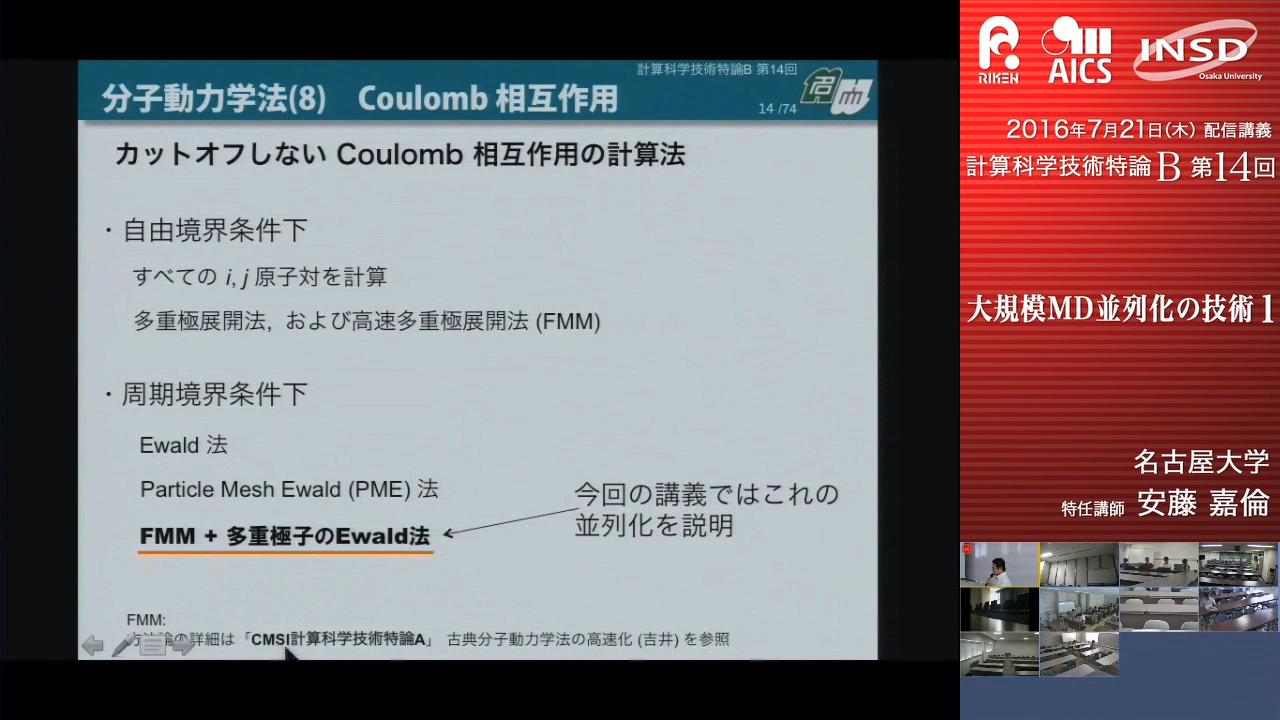 計算科学技術特論B 第14回
分子動力学法(8) Coulomb 相互作用
14 /74
カットオフしない Coulomb 相互作用の計算法
・自由境界条件下
すべての i, j 原子対を計算
多重極展開法, および高速多重極展開法 (FMM)
・周期境界条件下
Ewald 法
Particle Mesh Ewald (PME) 法
FMM + 多重極子のEwald法
今回の講義ではこれの
並列化を説明
FMM:
方法論の詳細は「CMSI計算科学技術特論A」 古典分子動力学法の高速化 (吉井) を参照
RIKEN
AICS
INSD
Osaka University
2016年7月21日(木) 配信講義
計算科学技術特論B 第14回
大規模MD並列化の技術1
名古屋大学
特任講師 安藤 嘉倫